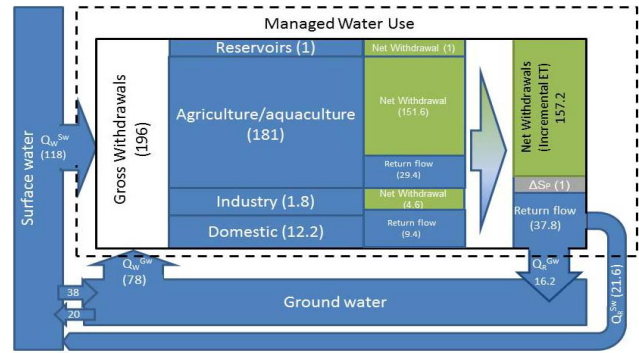 Managed Water Use
Surface water
Q_W^Sw
(118)
Gross Withdrawals
(196)
Reservoirs (1)
Net Withdrawal (1)
Agriculture/aquaculture
(181)
Net Withdrawal
(151.6)
Return flow
(29.4)
Industry (1.8)
Net Withdrawal
(4.6)
Domestic (12.2)
Return flow
(9.4)
Net Withdrawals
(Incremental ET)
157.2
ΔS_P (1)
Return flow
(37.8)
Q_W^Gw
(78)
Q_R^Gw
16.2
Q_R^Sw (21.6)
38
20
Ground water